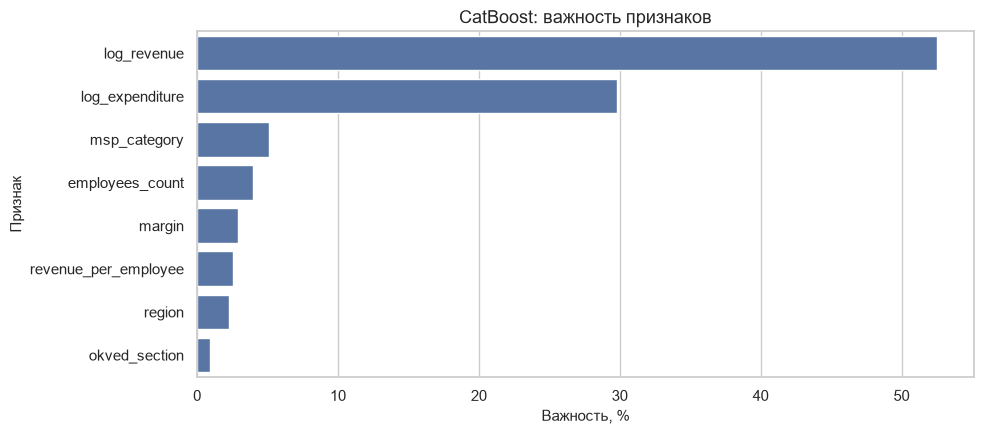 CatBoost: важность признаков
Признак
log_revenue
log_expenditure
msp_category
employees_count
margin
revenue_per_employee
region
okved_section
0 10 20 30 40 50
Важность, %